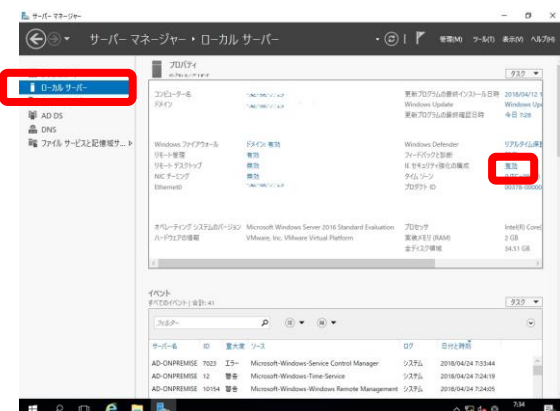 サーバー マネージャー
サーバー マネージャー・ローカル サーバー
管理(M) ツール(T) 表示(V) ヘルプ(H)
ローカル サーバー
AD DS
DNS
ファイル サービスと記憶域サ...
プロパティ
タスク
コンピューター名
ドメイン
更新プログラムの最終インストール日時 2018/04/12 1
Windows Update Windows Up
更新プログラムの最終確認日時 今日 7:28
Windows ファイアウォール ドメイン: 有効
リモート管理 有効
リモート デスクトップ 無効
NIC チーミング 無効
Ethernet0
Windows Defender リアルタイム保
フィードバックと診断
IE セキュリティ強化の構成 有効
タイム ゾーン
プロダクト ID 00378-00000
オペレーティング システムのバージョン Microsoft Windows Server 2016 Standard Evaluation
ハードウェアの情報 VMware, Inc. VMware Virtual Platform
プロセッサ Intel(R) Core(
実装メモリ (RAM) 2 GB
全ディスク領域 54.51 GB
イベント
すべてのイベント | 合計: 41
タスク
フィルター
サーバー名 ID 重大度 ソース ログ 日付と時刻
AD-ONPREMISE 7023 エラー Microsoft-Windows-Service Control Manager システム 2018/04/24 7:33:44
AD-ONPREMISE 12 警告 Microsoft-Windows-Time-Service システム 2018/04/24 7:24:19
AD-ONPREMISE 10154 警告 Microsoft-Windows-Windows Remote Management システム 2018/04/24 7:24:05
7:34